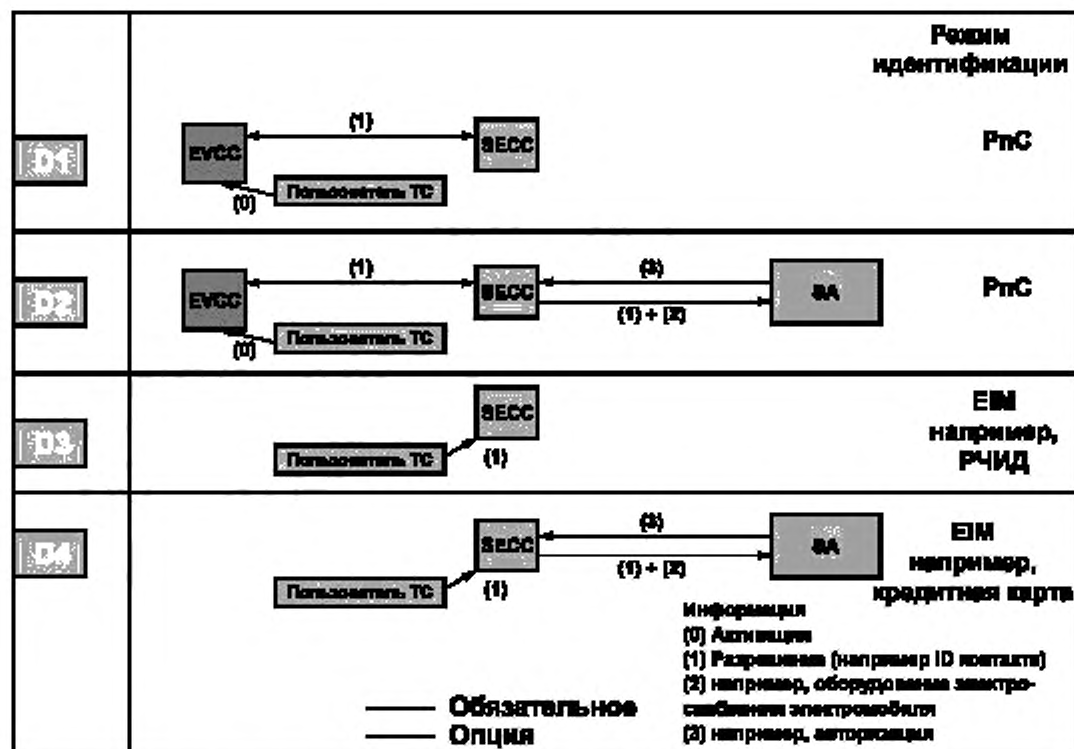 Режим
идентификации
D1
EVCC
(1)
SECC
РпС
Пользователь ТС
(0)
D2
EVCC
(1)
SECC
(3)
(1) + [2]
SA
РпС
Пользователь ТС
(0)
D3
SECC
Пользователь ТС
(1)
EIM
например,
РЧИД
D4
SECC
(3)
(1) + [2]
SA
Пользователь ТС
(1)
EIM
например,
кредитная карта
Информация
(0) Активация
(1) Разрешение (например ID контакта)
(2) например, оборудование электро-
снабжения электромобиля
(3) например, авторизация
Обязательное
Опция